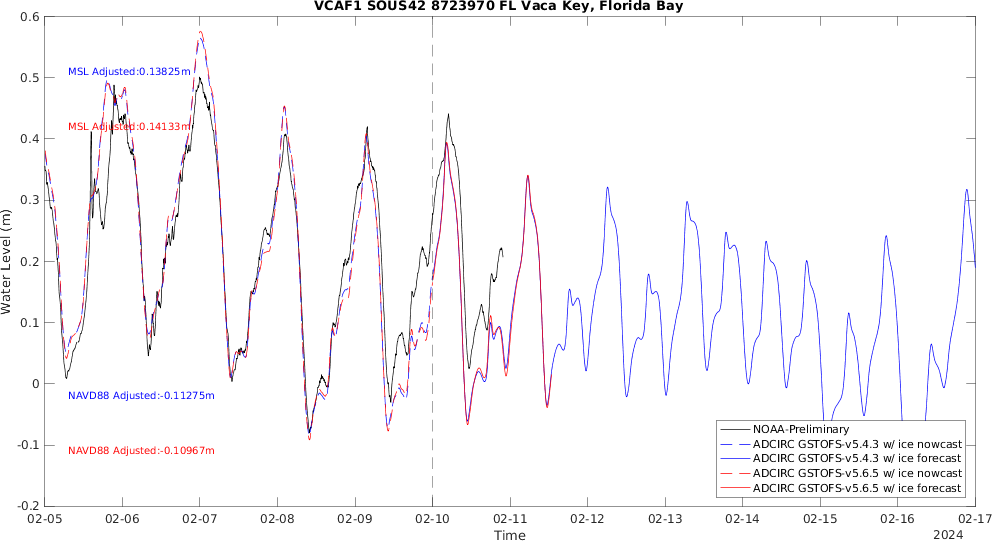 VCAF1 SOUS42 8723970 FL Vaca Key, Florida Bay
Water Level (m)
0.6
0.5
0.4
0.3
0.2
0.1
0
-0.1
-0.2
MSL Adjusted:0.13825m
MSL Adjusted:0.14133m
NAVD88 Adjusted:-0.11275m
NAVD88 Adjusted:-0.10967m
NOAA-Preliminary
ADCIRC GSTOFS-v5.4.3 w/ ice nowcast
ADCIRC GSTOFS-v5.4.3 w/ ice forecast
ADCIRC GSTOFS-v5.6.5 w/ ice nowcast
ADCIRC GSTOFS-v5.6.5 w/ ice forecast
02-05 02-06 02-07 02-08 02-09 02-10 02-11 02-12 02-13 02-14 02-15 02-16 02-17
Time
2024